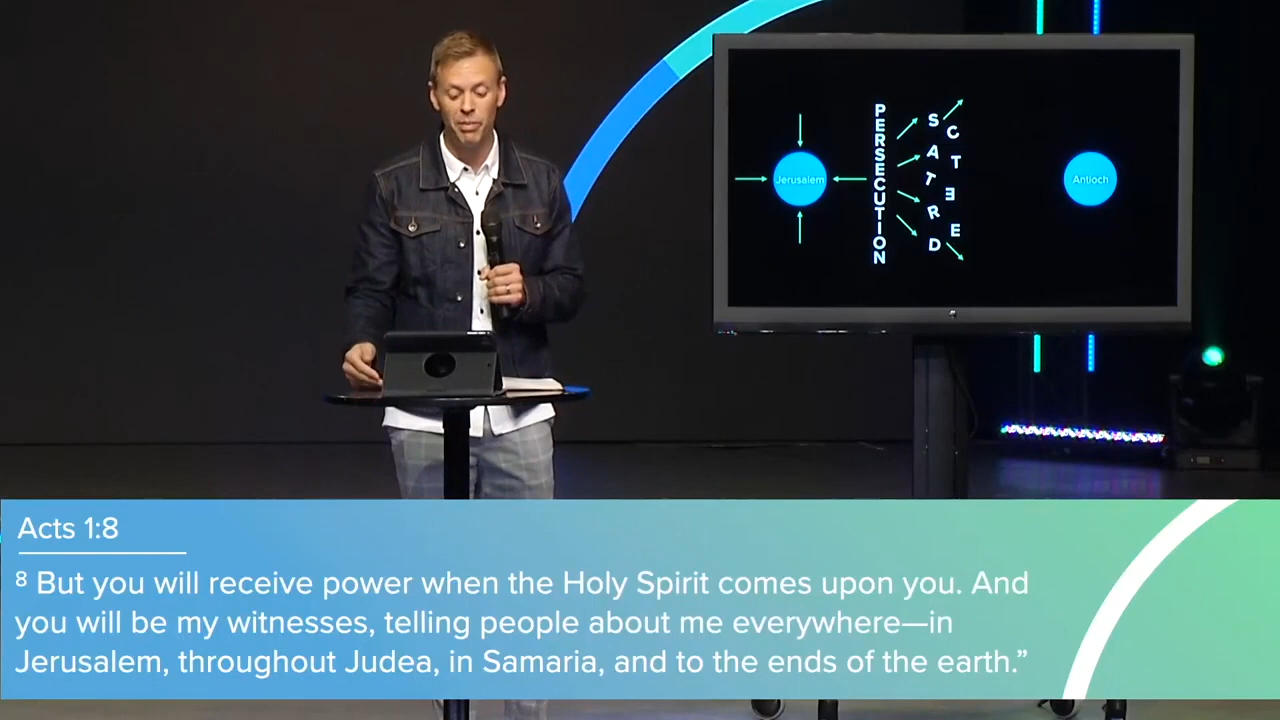 Jerusalem
PERSECUTION
SCATTERED
Antioch
Acts 1:8
8 But you will receive power when the Holy Spirit comes upon you. And
you will be my witnesses, telling people about me everywhere—in
Jerusalem, throughout Judea, in Samaria, and to the ends of the earth.”